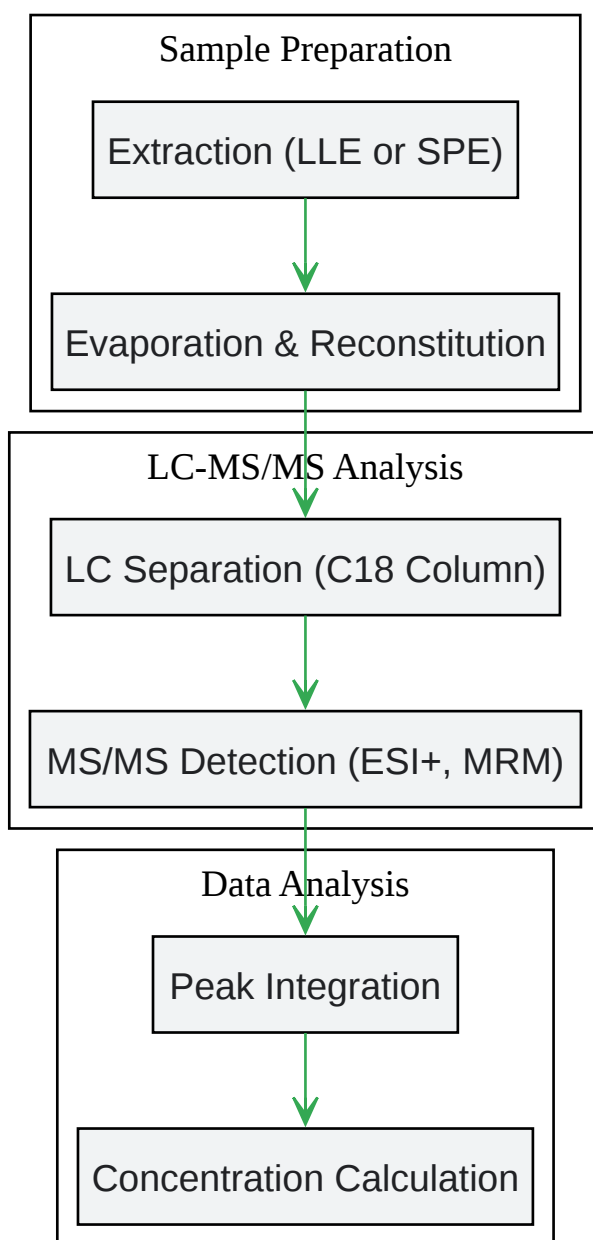 Sample Preparation
Extraction (LLE or SPE)
Evaporation & Reconstitution
LC-MS/MS Analysis
LC Separation (C18 Column)
MS/MS Detection (ESI+, MRM)
Data Analysis
Peak Integration
Concentration Calculation